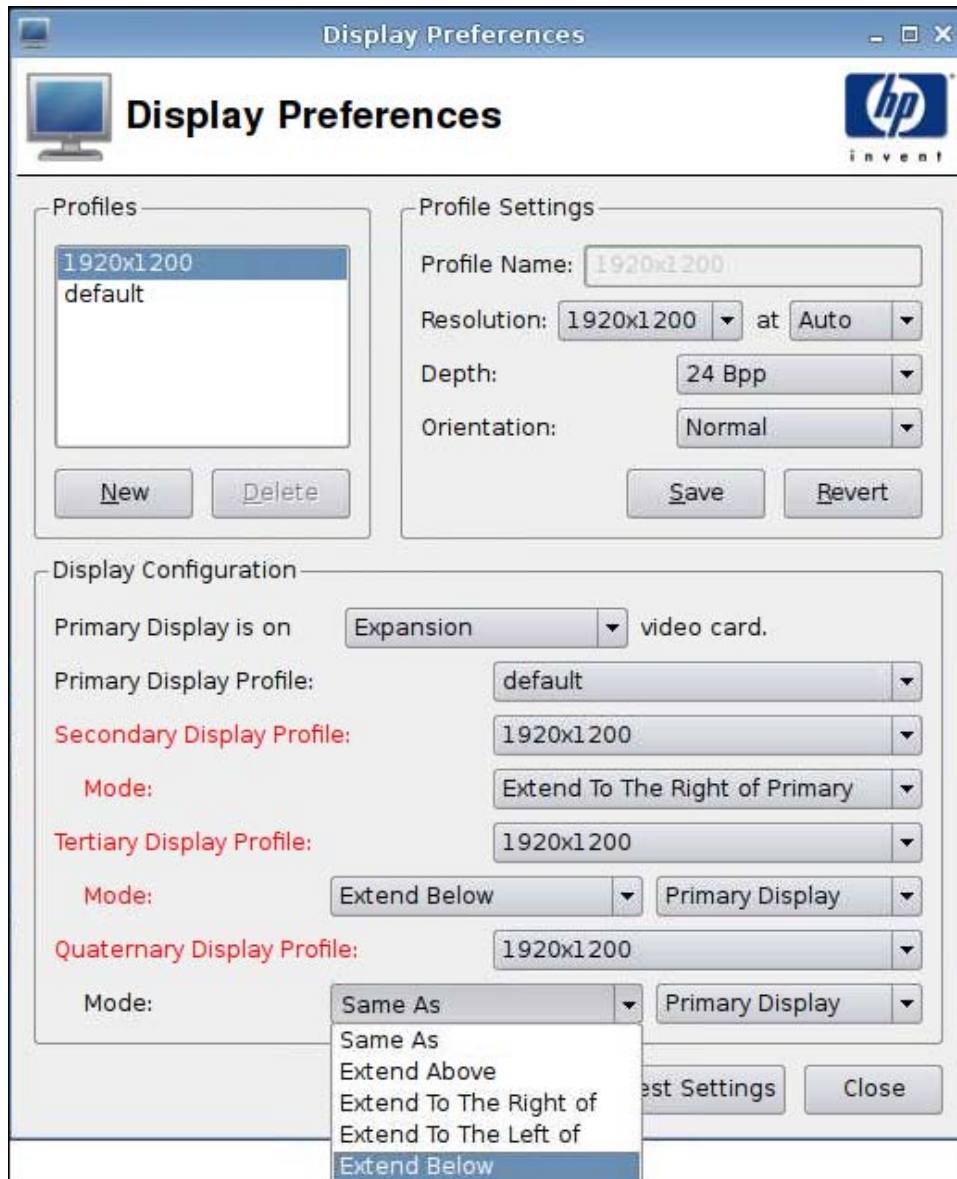 Display Preferences
Display Preferences
hp
invent
Profiles
1920x1200
default
New
Delete
Profile Settings
Profile Name: 1920x1200
Resolution: 1920x1200 at Auto
Depth: 24 Bpp
Orientation: Normal
Save Revert
Display Configuration
Primary Display is on Expansion video card.
Primary Display Profile: default
Secondary Display Profile: 1920x1200
Mode: Extend To The Right of Primary
Tertiary Display Profile: 1920x1200
Mode: Extend Below Primary Display
Quaternary Display Profile: 1920x1200
Mode: Same As Primary Display
Same As
Extend Above
Extend To The Right of
Extend To The Left of
Extend Below
est Settings Close